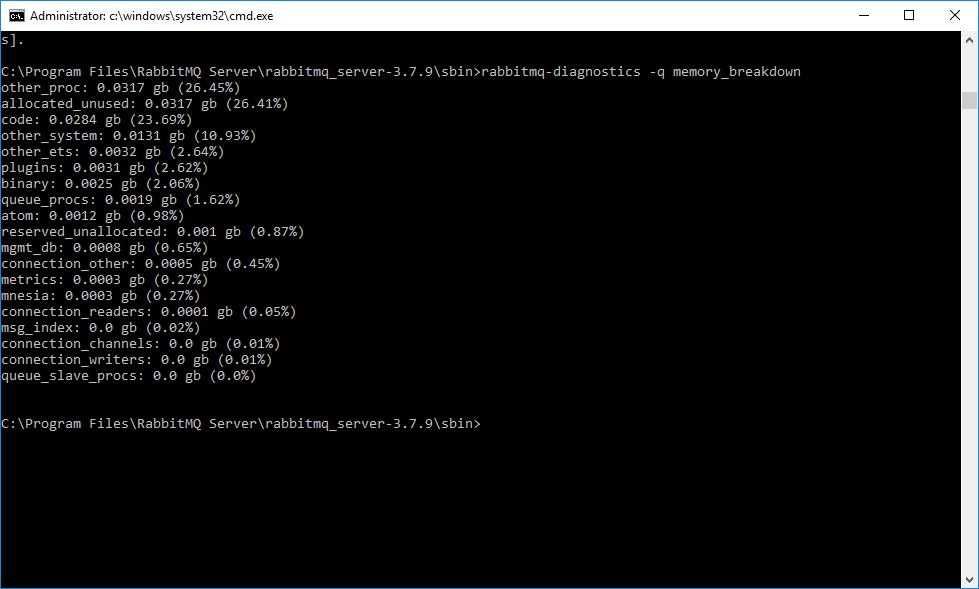 Administrator: c:\windows\system32\cmd.exe
s].
C:\Program Files\RabbitMQ Server\rabbitmq_server-3.7.9\sbin>rabbitmq-diagnostics -q memory_breakdown
other_proc: 0.0317 gb (26.45%)
allocated_unused: 0.0317 gb (26.41%)
code: 0.0284 gb (23.69%)
other_system: 0.0131 gb (10.93%)
other_ets: 0.0032 gb (2.64%)
plugins: 0.0031 gb (2.62%)
binary: 0.0025 gb (2.06%)
queue_procs: 0.0019 gb (1.62%)
atom: 0.0012 gb (0.98%)
reserved_unallocated: 0.001 gb (0.87%)
mgmt_db: 0.0008 gb (0.65%)
connection_other: 0.0005 gb (0.45%)
metrics: 0.0003 gb (0.27%)
mnesia: 0.0003 gb (0.27%)
connection_readers: 0.0001 gb (0.05%)
msg_index: 0.0 gb (0.02%)
connection_channels: 0.0 gb (0.01%)
connection_writers: 0.0 gb (0.01%)
queue_slave_procs: 0.0 gb (0.0%)
C:\Program Files\RabbitMQ Server\rabbitmq_server-3.7.9\sbin>